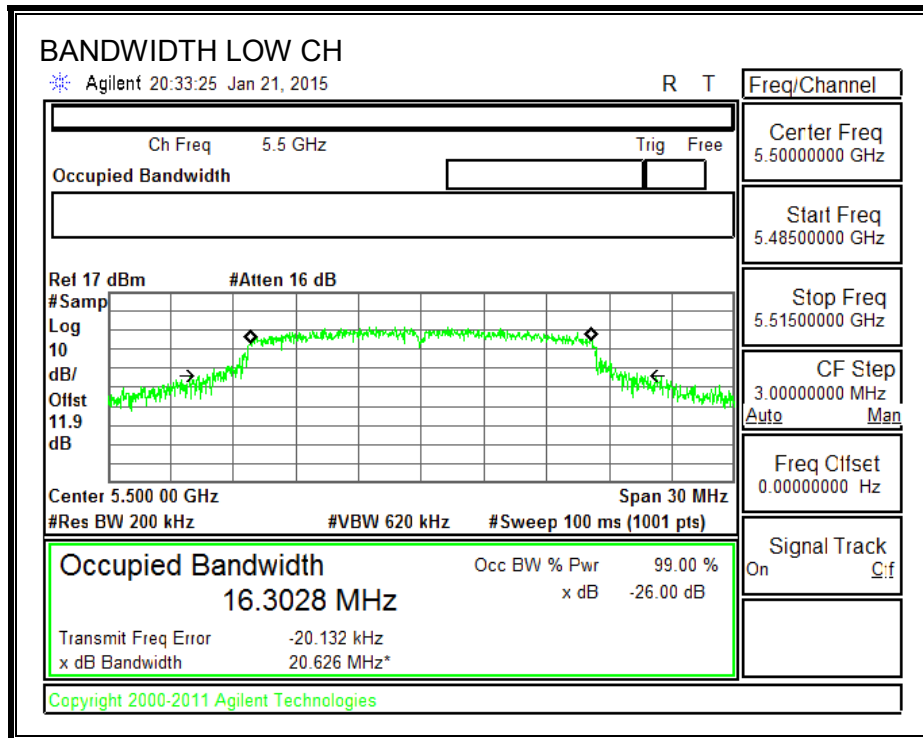 BANDWIDTH LOW CH
Agilent 20:33:25 Jan 21, 2015 R T
Freq/Channel
Ch Freq 5.5 GHz Trig Free
Occupied Bandwidth
Center Freq
5.50000000 GHz
Start Freq
5.48500000 GHz
Stop Freq
5.51500000 GHz
CF Step
3.00000000 MHz
Auto Man
Freq Offset
0.00000000 Hz
Signal Track
On Off
Ref 17 dBm #Atten 16 dB
#Samp
Log
10
dB/
Offst
11.9
dB
Center 5.500 00 GHz Span 30 MHz
#Res BW 200 kHz #VBW 620 kHz #Sweep 100 ms (1001 pts)
Occupied Bandwidth
16.3028 MHz
Occ BW % Pwr 99.00 %
x dB -26.00 dB
Transmit Freq Error -20.132 kHz
x dB Bandwidth 20.626 MHz*
Copyright 2000-2011 Agilent Technologies